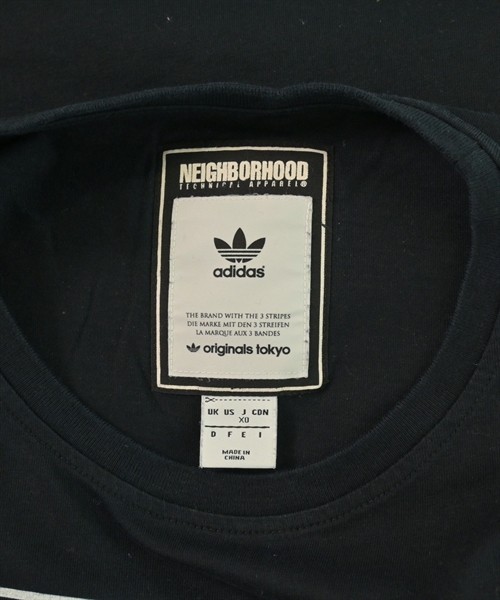 NEIGHBORHOOD
TECHNICAL APPAREL®
adidas
THE BRAND WITH THE 3 STRIPES
DIE MARKE MIT DEN 3 STREIFEN
LA MARQUE AUX 3 BANDES
originals tokyo
UK US J CDN
XO
D F E I
MADE IN
CHINA